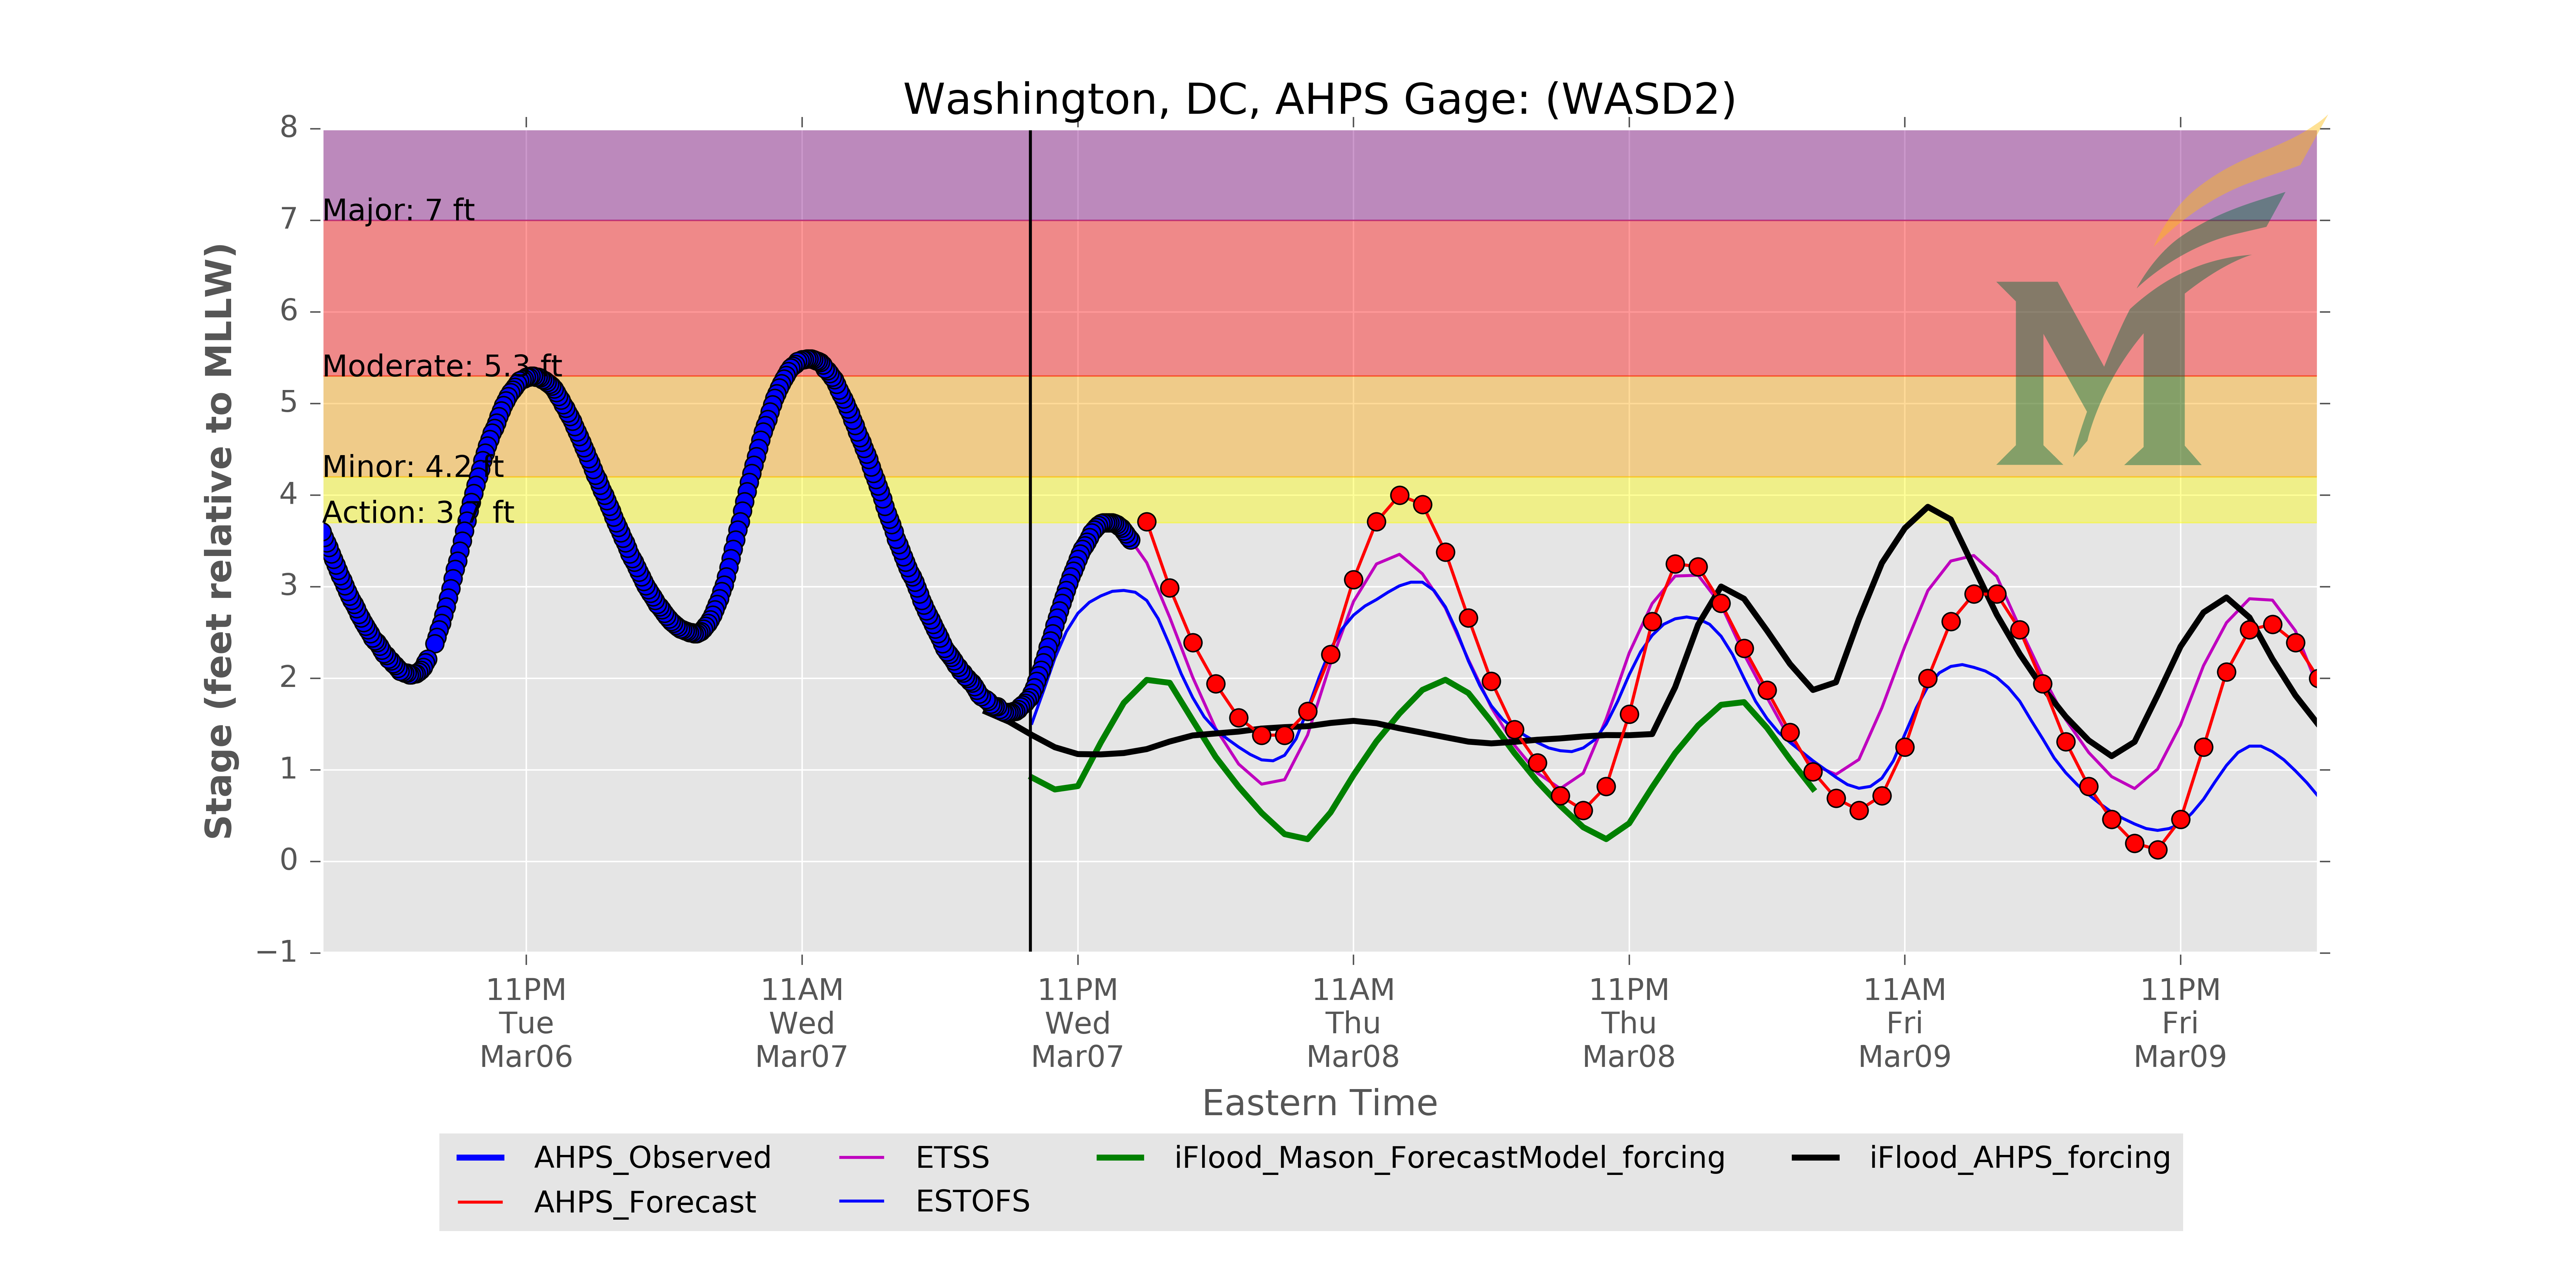 Washington, DC, AHPS Gage: (WASD2)
Stage (feet relative to MLLW)
8
7
6
5
4
3
2
1
0
−1
Major: 7 ft
Moderate: 5.3 ft
Minor: 4.2 ft
Action: 3 ft
11PM 11AM 11PM 11AM 11PM 11AM 11PM
Tue Wed Wed Thu Thu Fri Fri
Mar06 Mar07 Mar07 Mar08 Mar08 Mar09 Mar09
Eastern Time
AHPS_Observed ETSS iFlood_Mason_ForecastModel_forcing iFlood_AHPS_forcing
AHPS_Forecast ESTOFS
M